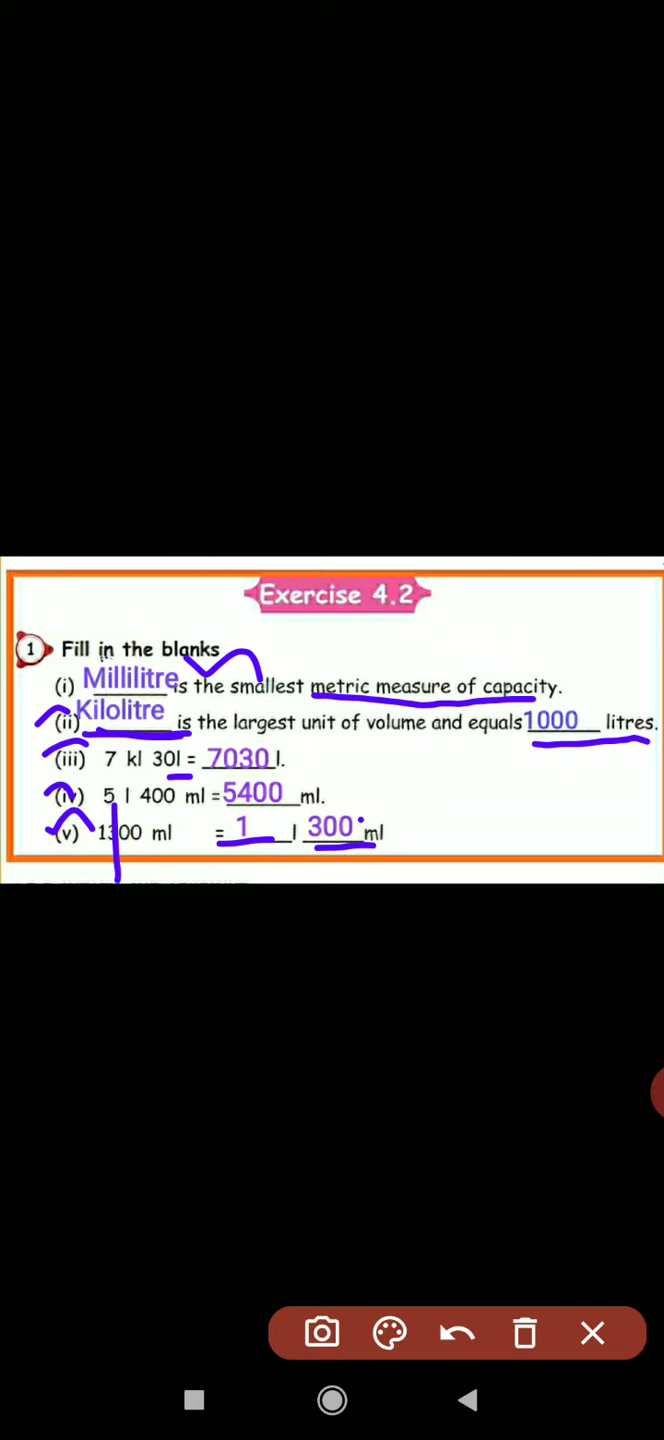 Exercise 4.2
1 Fill in the blanks
(i) Millilitre is the smallest metric measure of capacity.
(ii) Kilolitre is the largest unit of volume and equals 1000 litres.
(iii) 7 kl 30l = 7030 l.
(iv) 5 l 400 ml = 5400 ml.
(v) 1300 ml = 1 l 300 ml